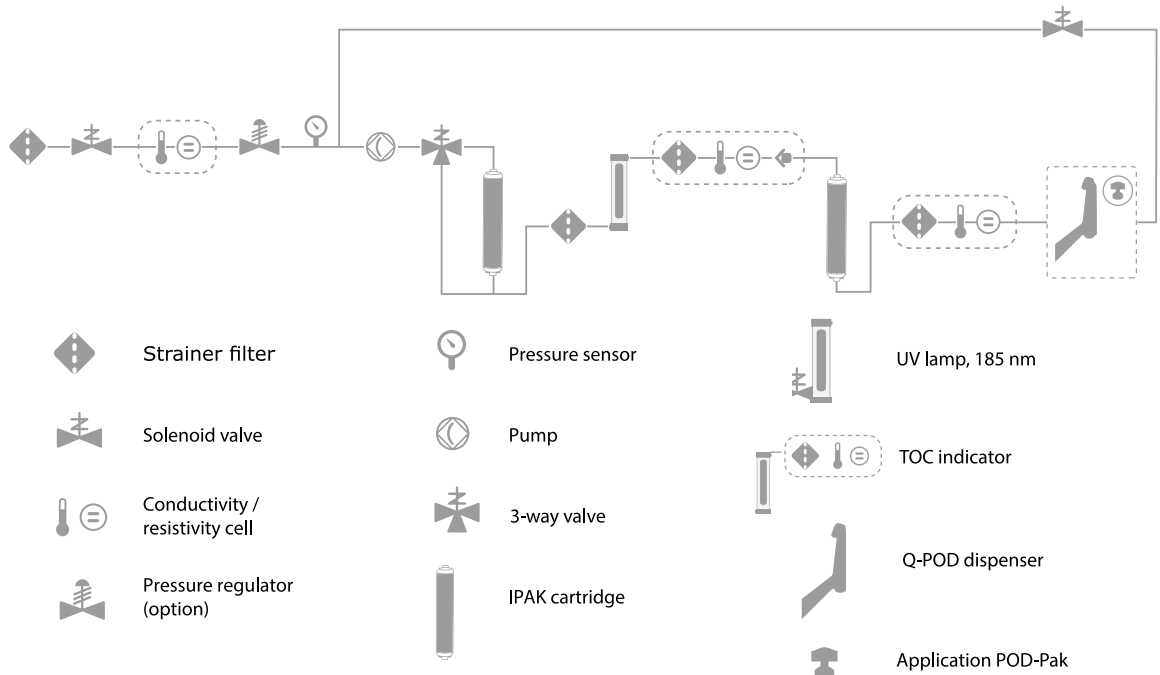 Strainer filter
Solenoid valve
Conductivity /
resistivity cell
Pressure regulator
(option)
Pressure sensor
Pump
3-way valve
IPAK cartridge
UV lamp, 185 nm
TOC indicator
Q-POD dispenser
Application POD-Pak